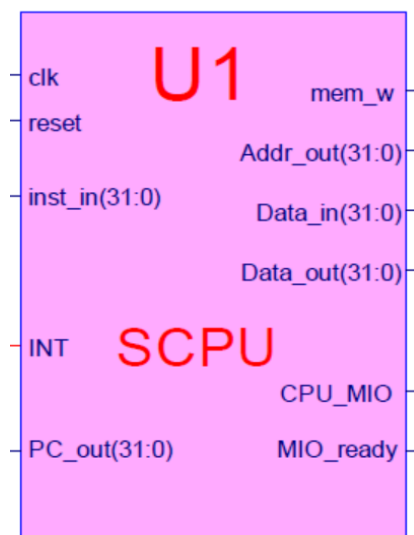 U1
clk
mem_w
reset
Addr_out(31:0)
inst_in(31:0)
Data_in(31:0)
Data_out(31:0)
INT
SCPU
CPU_MIO
PC_out(31:0)
MIO_ready